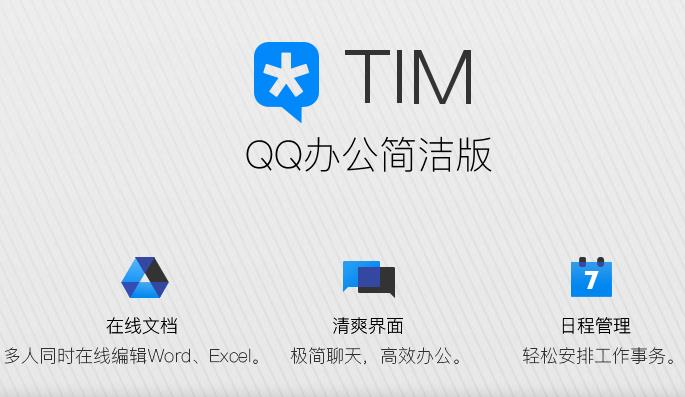 TIM
QQ办公简洁版
7
在线文档
清爽界面
日程管理
多人同时在线编辑Word、Excel。
极简聊天，高效办公。
轻松安排工作事务。